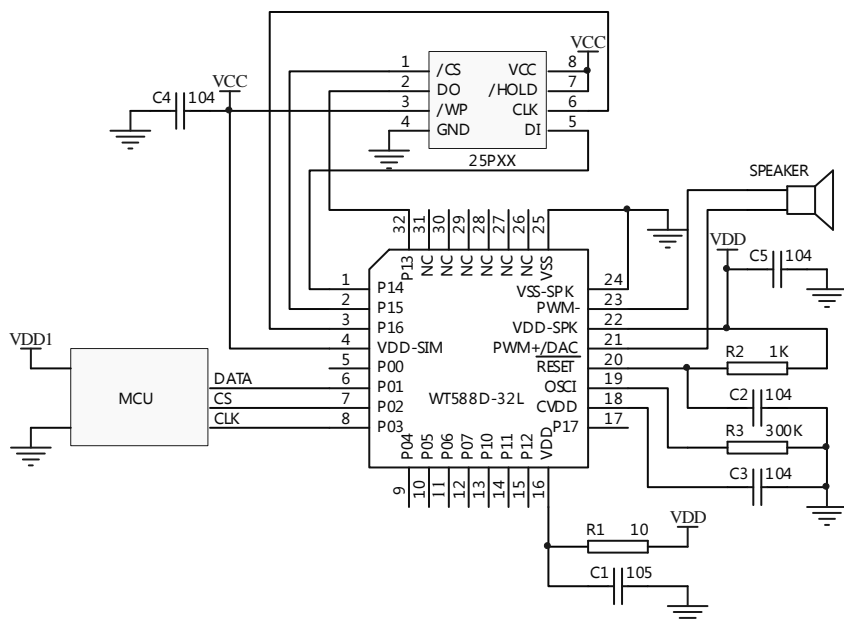 VCC
1 /CS VCC 8
2 DO /HOLD 7
3 /WP CLK 6
4 GND DI 5
25PXX
C4 104
VCC
SPEAKER
32 31 30 29 28 27 26 25
P13 NC NC NC NC NC NC VSS
VDD
C5 104
1 P14 VSS-SPK 24
2 P15 PWM- 23
3 P16 VDD-SPK 22
4 VDD-SIM PWM+/DAC 21
5 P00 RESET 20
6 P01 OSCI 19
7 P02 CVDD 18
8 P03 P17 17
WT588D-32L
P04 P05 P06 P07 P10 P11 P12 VDD
9 10 11 12 13 14 15 16
VDD1
MCU
DATA
CS
CLK
R2 1K
C2 104
R3 300K
C3 104
R1 10
VDD
C1 105